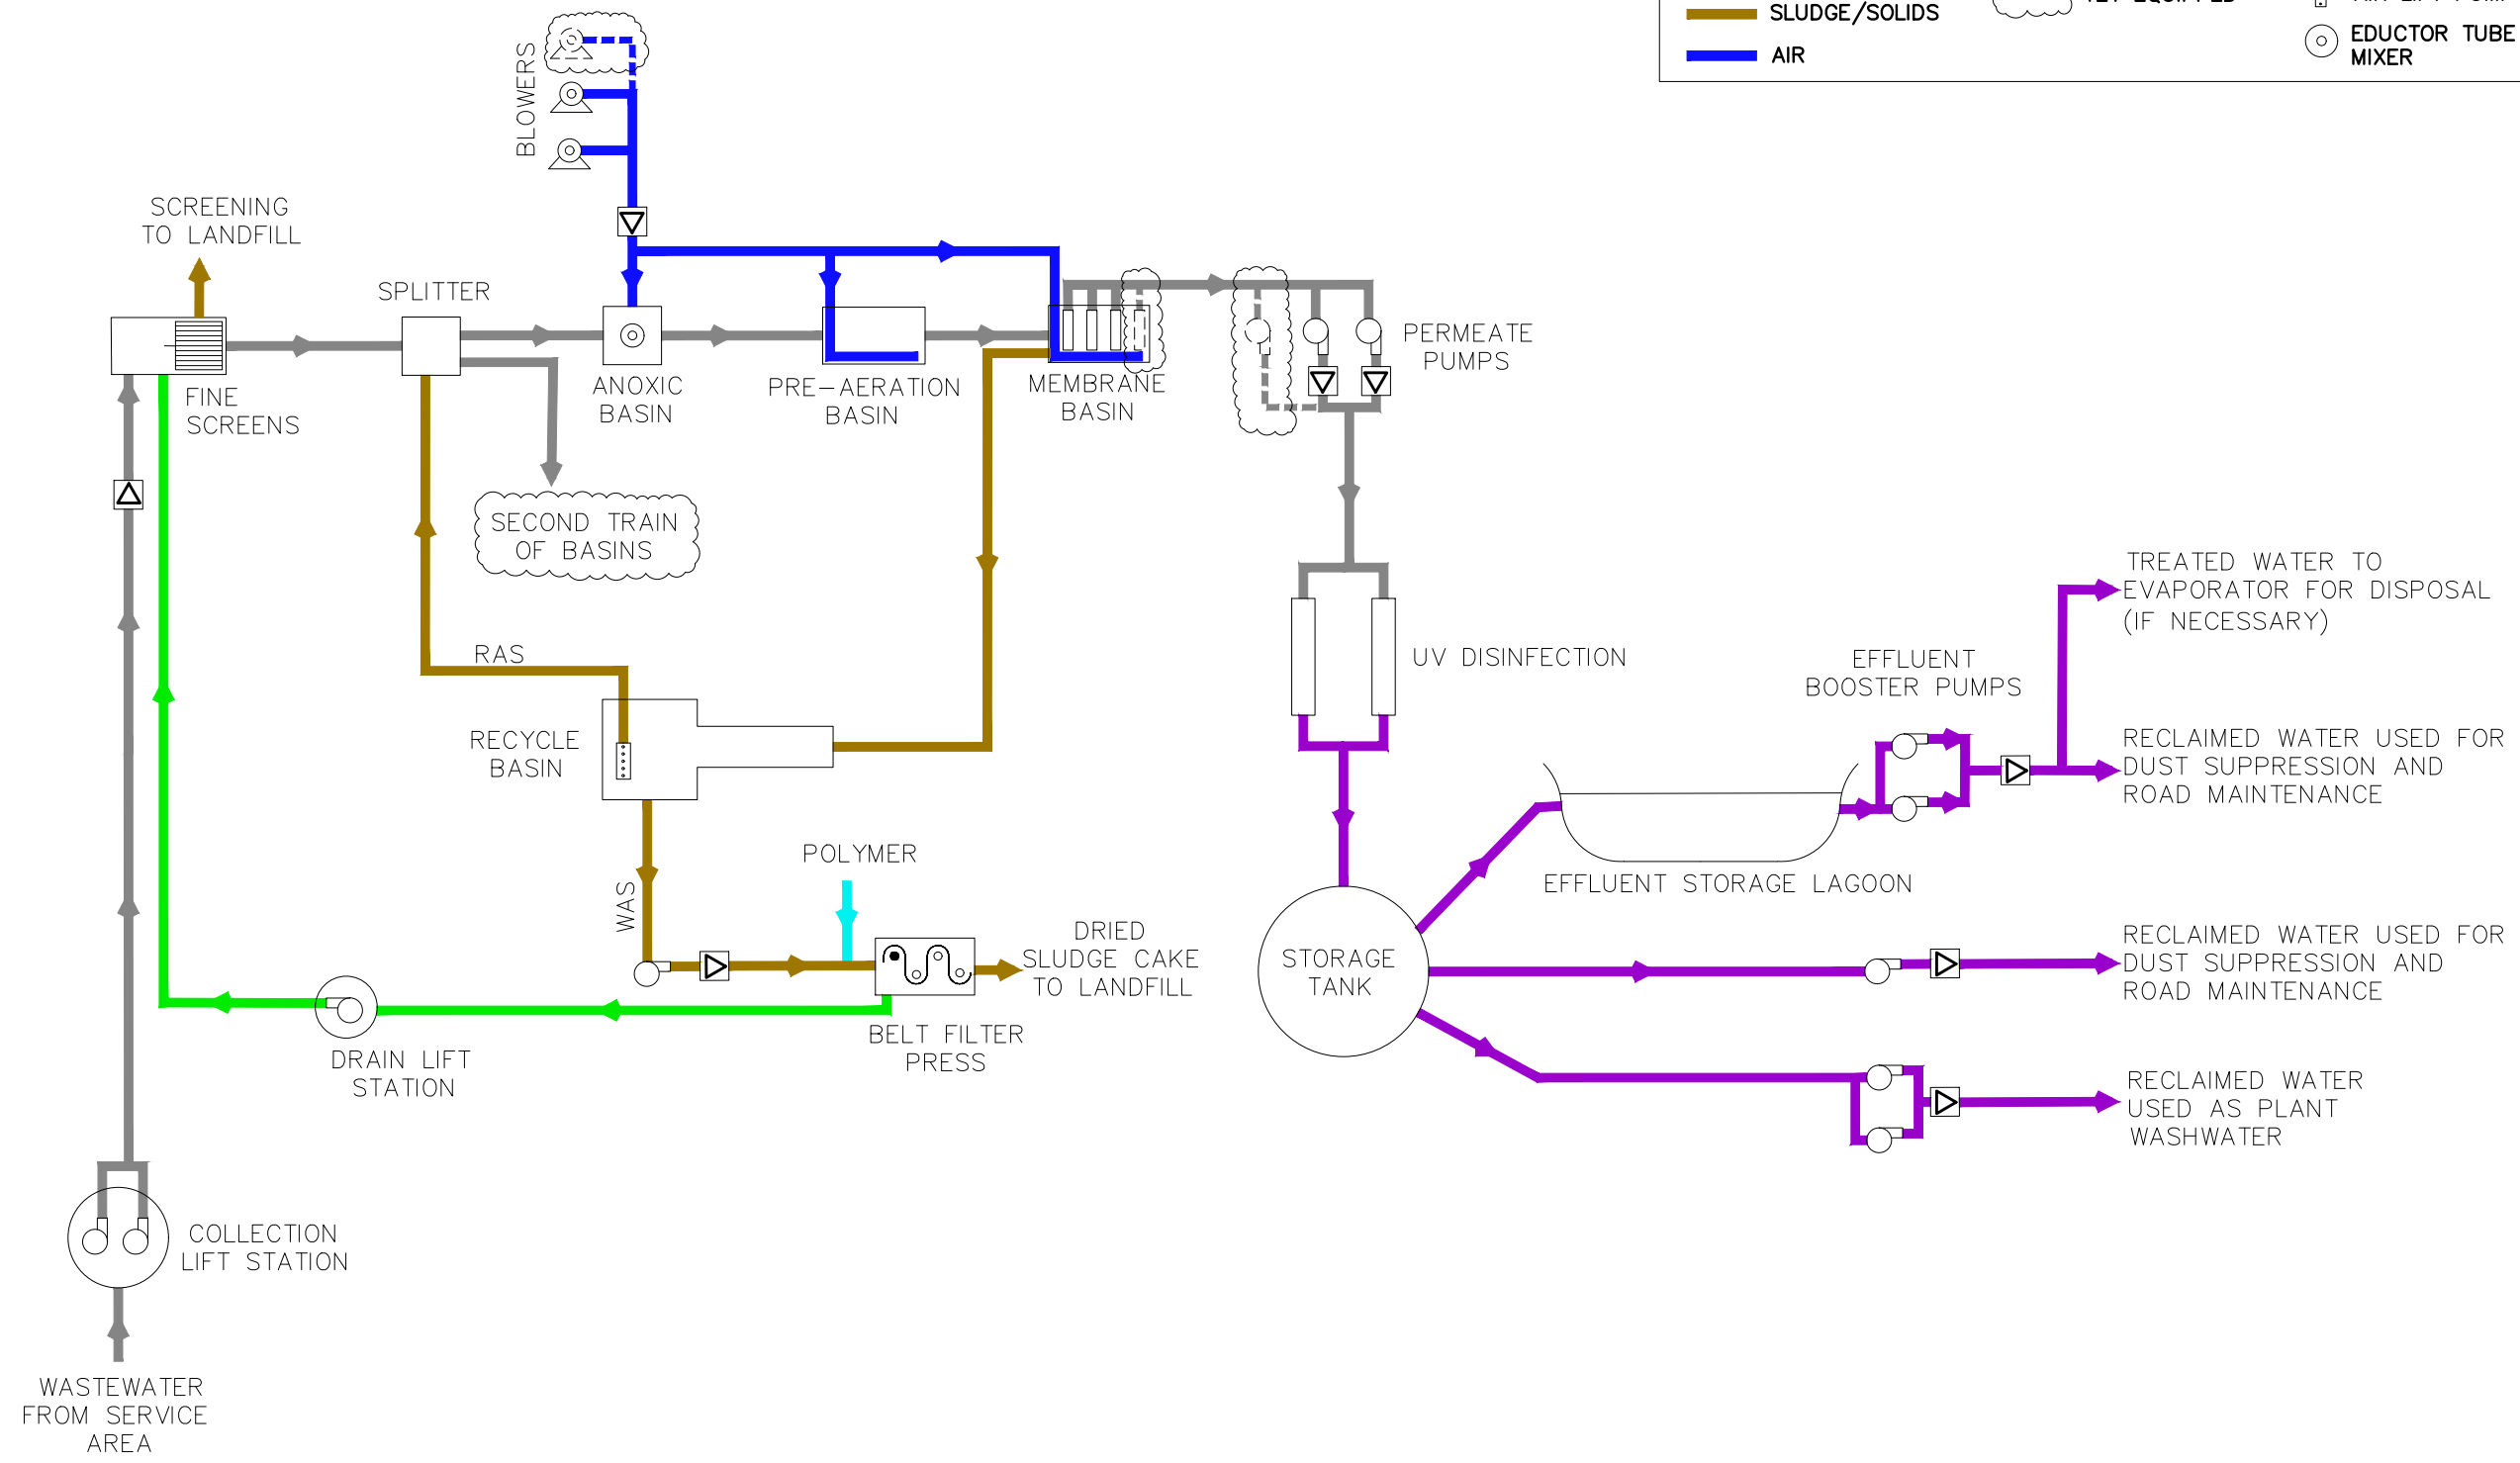 SLUDGE/SOLIDS
AIR
EDUCTOR TUBE
MIXER
BLOWERS
SCREENING
TO LANDFILL
SPLITTER
FINE
SCREENS
ANOXIC
BASIN
PRE-AERATION
BASIN
MEMBRANE
BASIN
PERMEATE
PUMPS
SECOND TRAIN
OF BASINS
RAS
RECYCLE
BASIN
UV DISINFECTION
TREATED WATER TO
EVAPORATOR FOR DISPOSAL
(IF NECESSARY)
EFFLUENT
BOOSTER PUMPS
RECLAIMED WATER USED FOR
DUST SUPPRESSION AND
ROAD MAINTENANCE
EFFLUENT STORAGE LAGOON
POLYMER
WAS
DRIED
SLUDGE CAKE
TO LANDFILL
BELT FILTER
PRESS
DRAIN LIFT
STATION
STORAGE
TANK
RECLAIMED WATER USED FOR
DUST SUPPRESSION AND
ROAD MAINTENANCE
RECLAIMED WATER
USED AS PLANT
WASHWATER
COLLECTION
LIFT STATION
WASTEWATER
FROM SERVICE
AREA